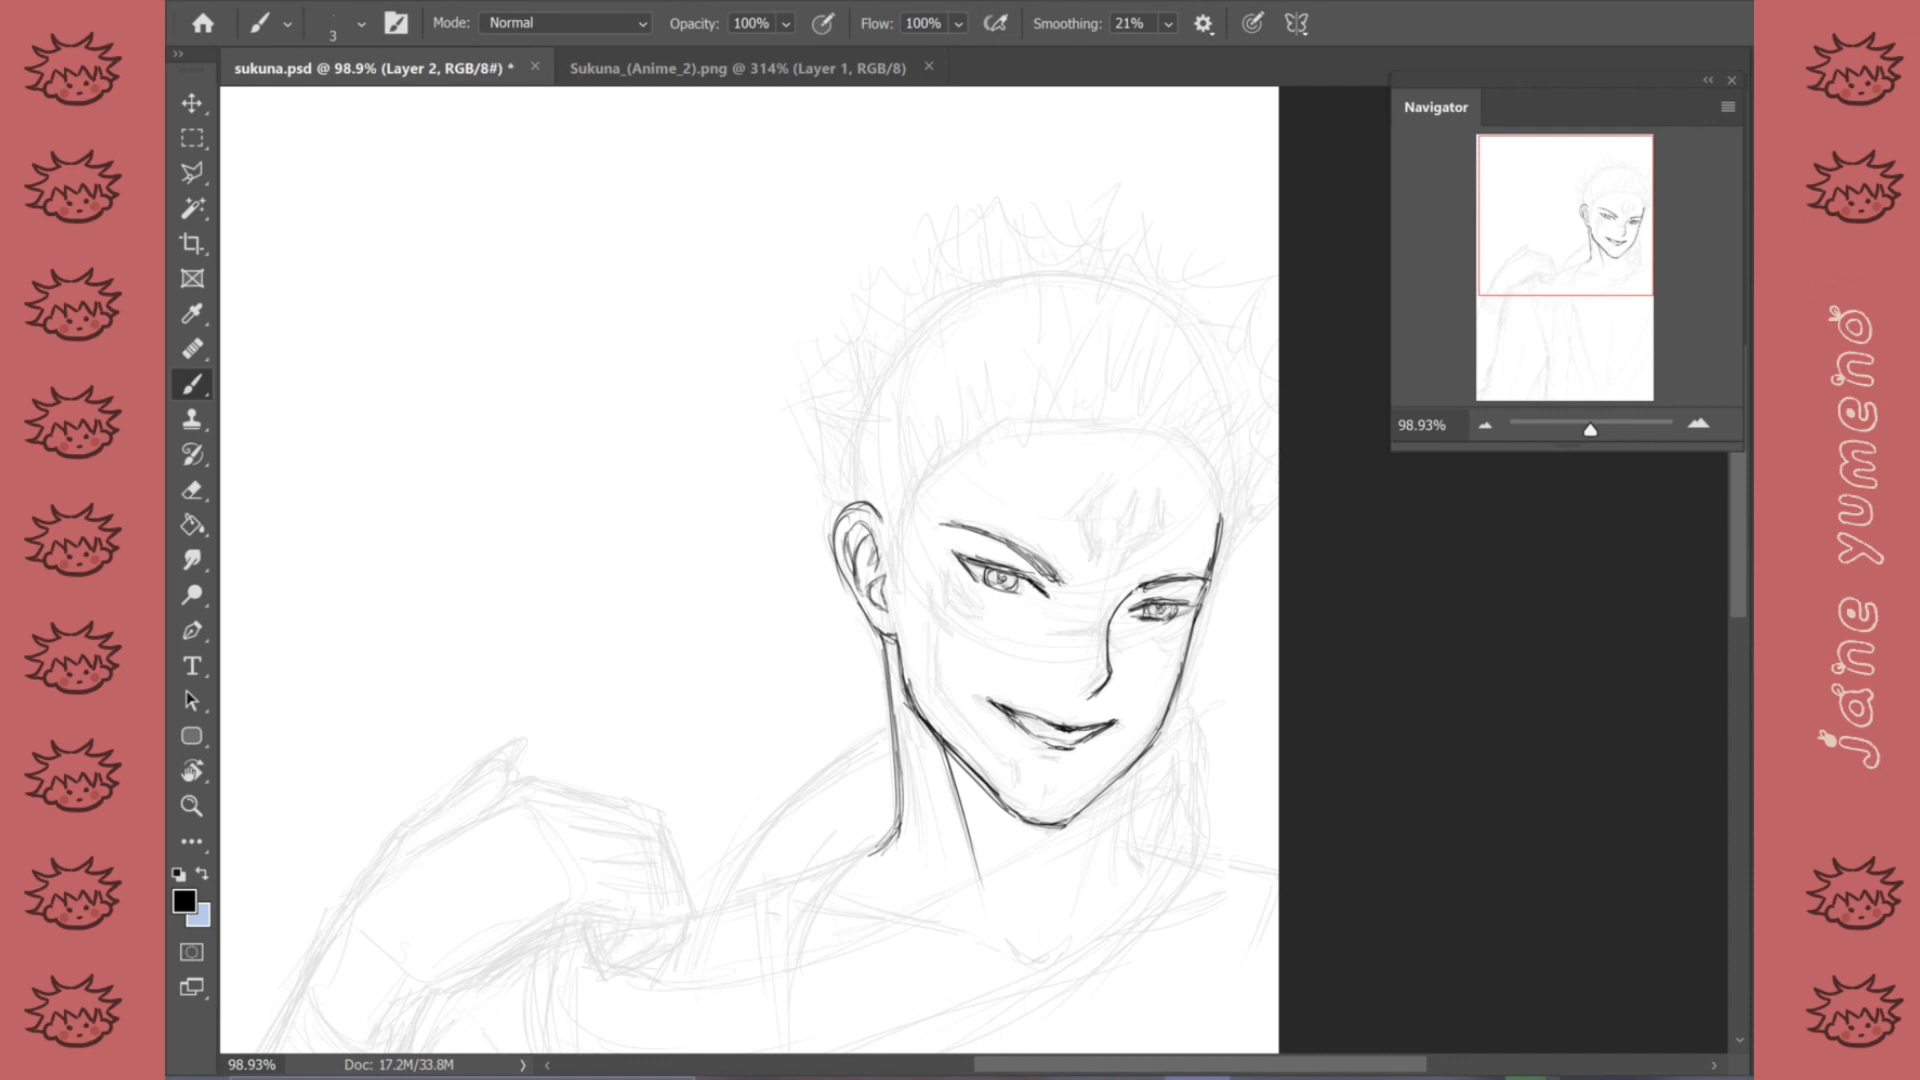 3
Mode: Normal
Opacity: 100%
Flow: 100%
Smoothing: 21%
sukuna.psd @ 98.9% (Layer 2, RGB/8#) *
Sukuna_(Anime_2).png @ 314% (Layer 1, RGB/8)
Navigator
98.93%
jane yumeno
98.93%
Doc: 17.2M/33.8M